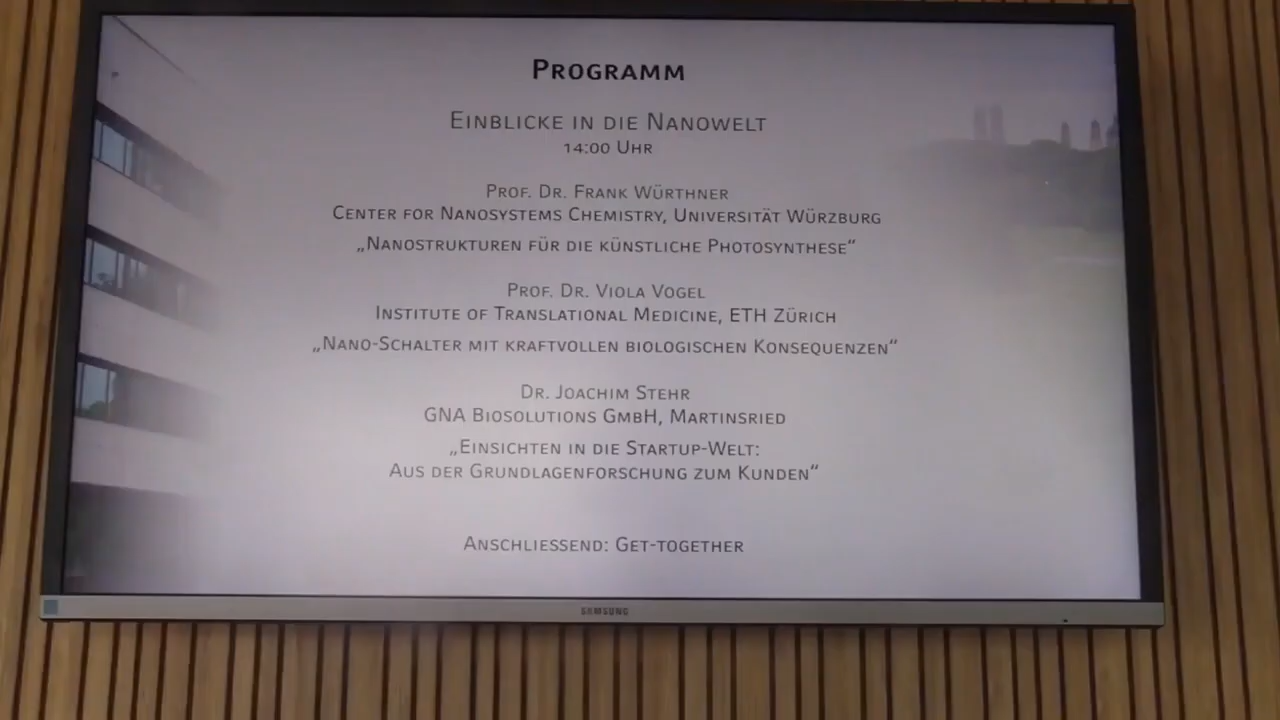 Programm
Einblicke in die Nanowelt
14:00 Uhr
Prof. Dr. Frank Würthner
Center for Nanosystems Chemistry, Universität Würzburg
„Nanostrukturen für die künstliche Photosynthese“
Prof. Dr. Viola Vogel
Institute of Translational Medicine, ETH Zürich
„Nano-Schalter mit kraftvollen biologischen Konsequenzen“
Dr. Joachim Stehr
GNA Biosolutions GmbH, Martinsried
„Einsichten in die Startup-Welt:
Aus der Grundlagenforschung zum Kunden“
Anschliessend: Get-together
SAMSUNG